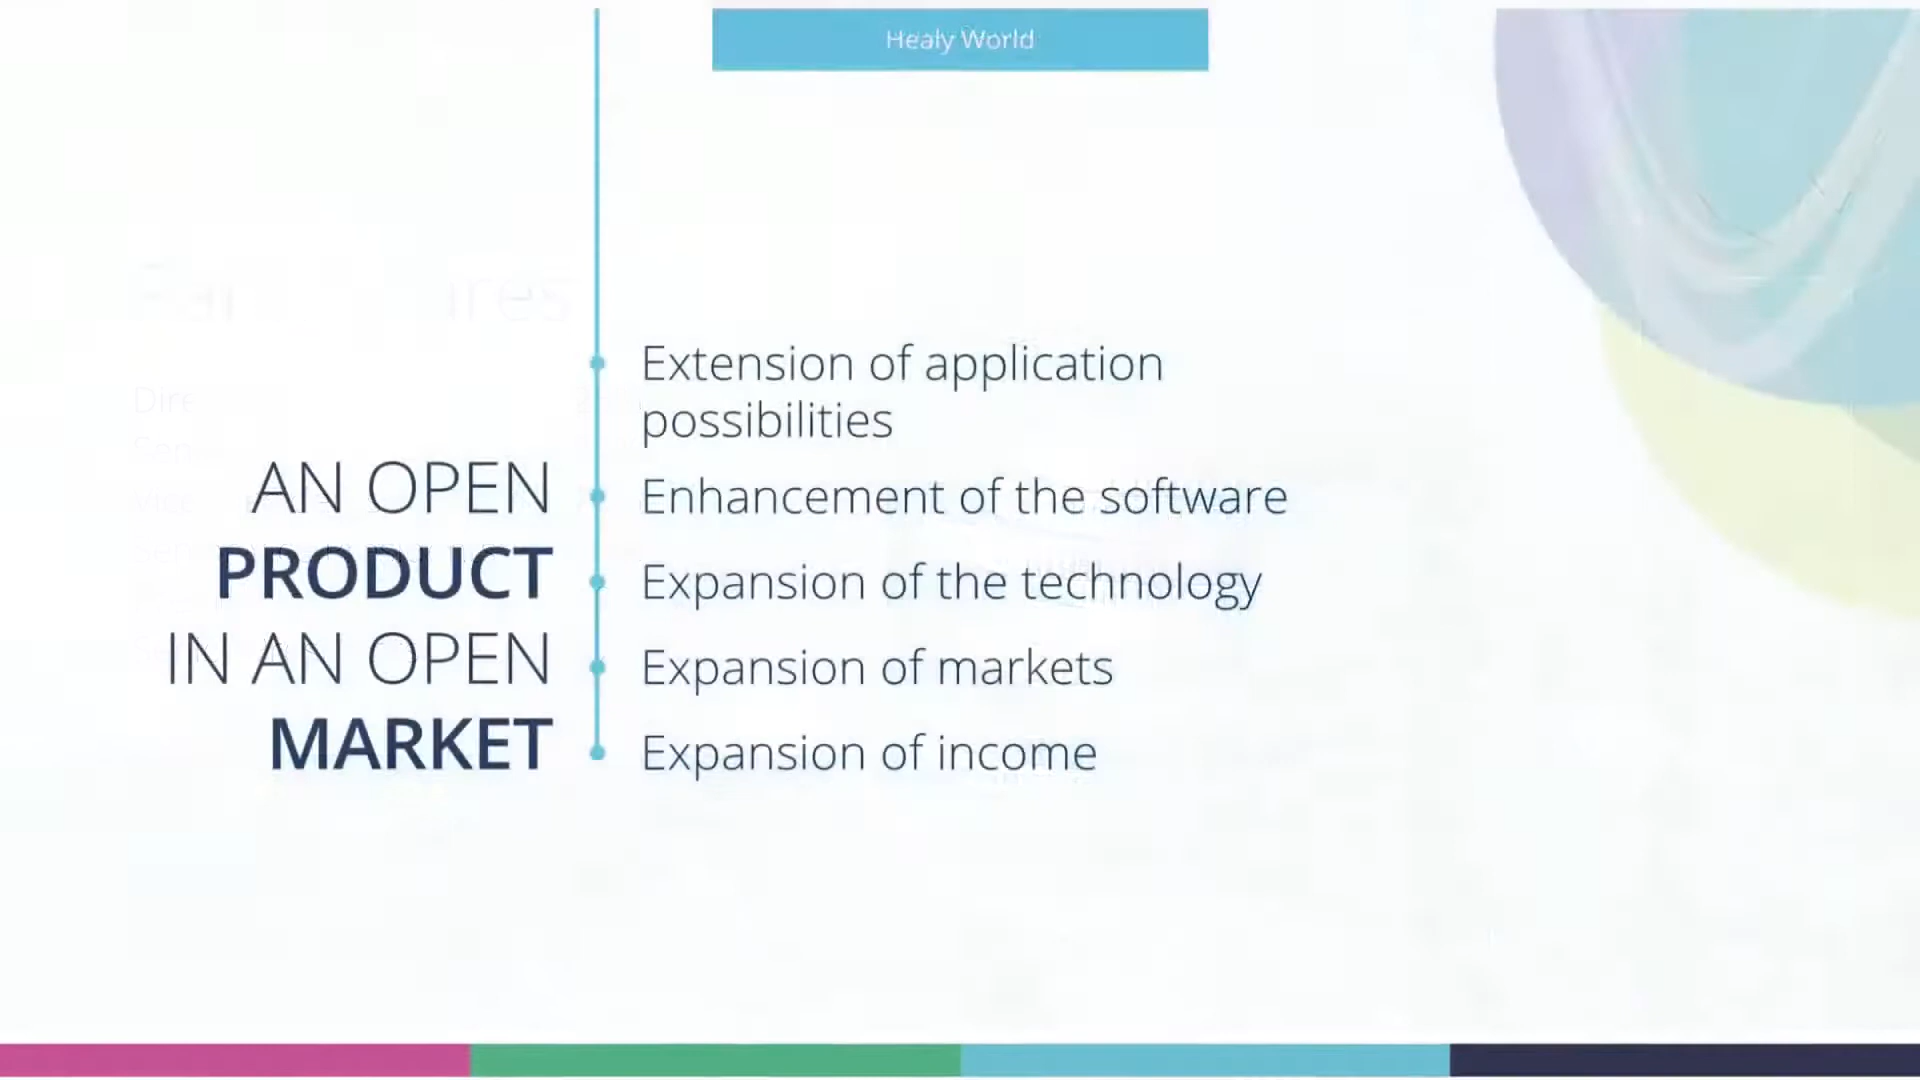 Healy World
AN OPEN
PRODUCT
IN AN OPEN
MARKET
Extension of application
possibilities
Enhancement of the software
Expansion of the technology
Expansion of markets
Expansion of income